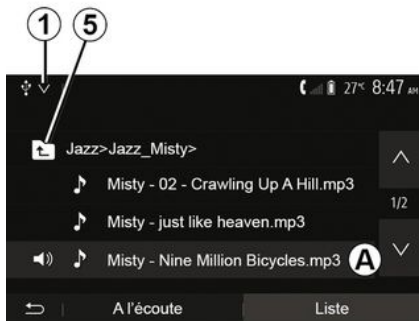 1 5
27°C 8:47 AM
Jazz>Jazz_Misty>
Misty - 02 - Crawling Up A Hill.mp3
1/2
Misty - just like heaven.mp3
Misty - Nine Million Bicycles.mp3 A
A l'écoute Liste